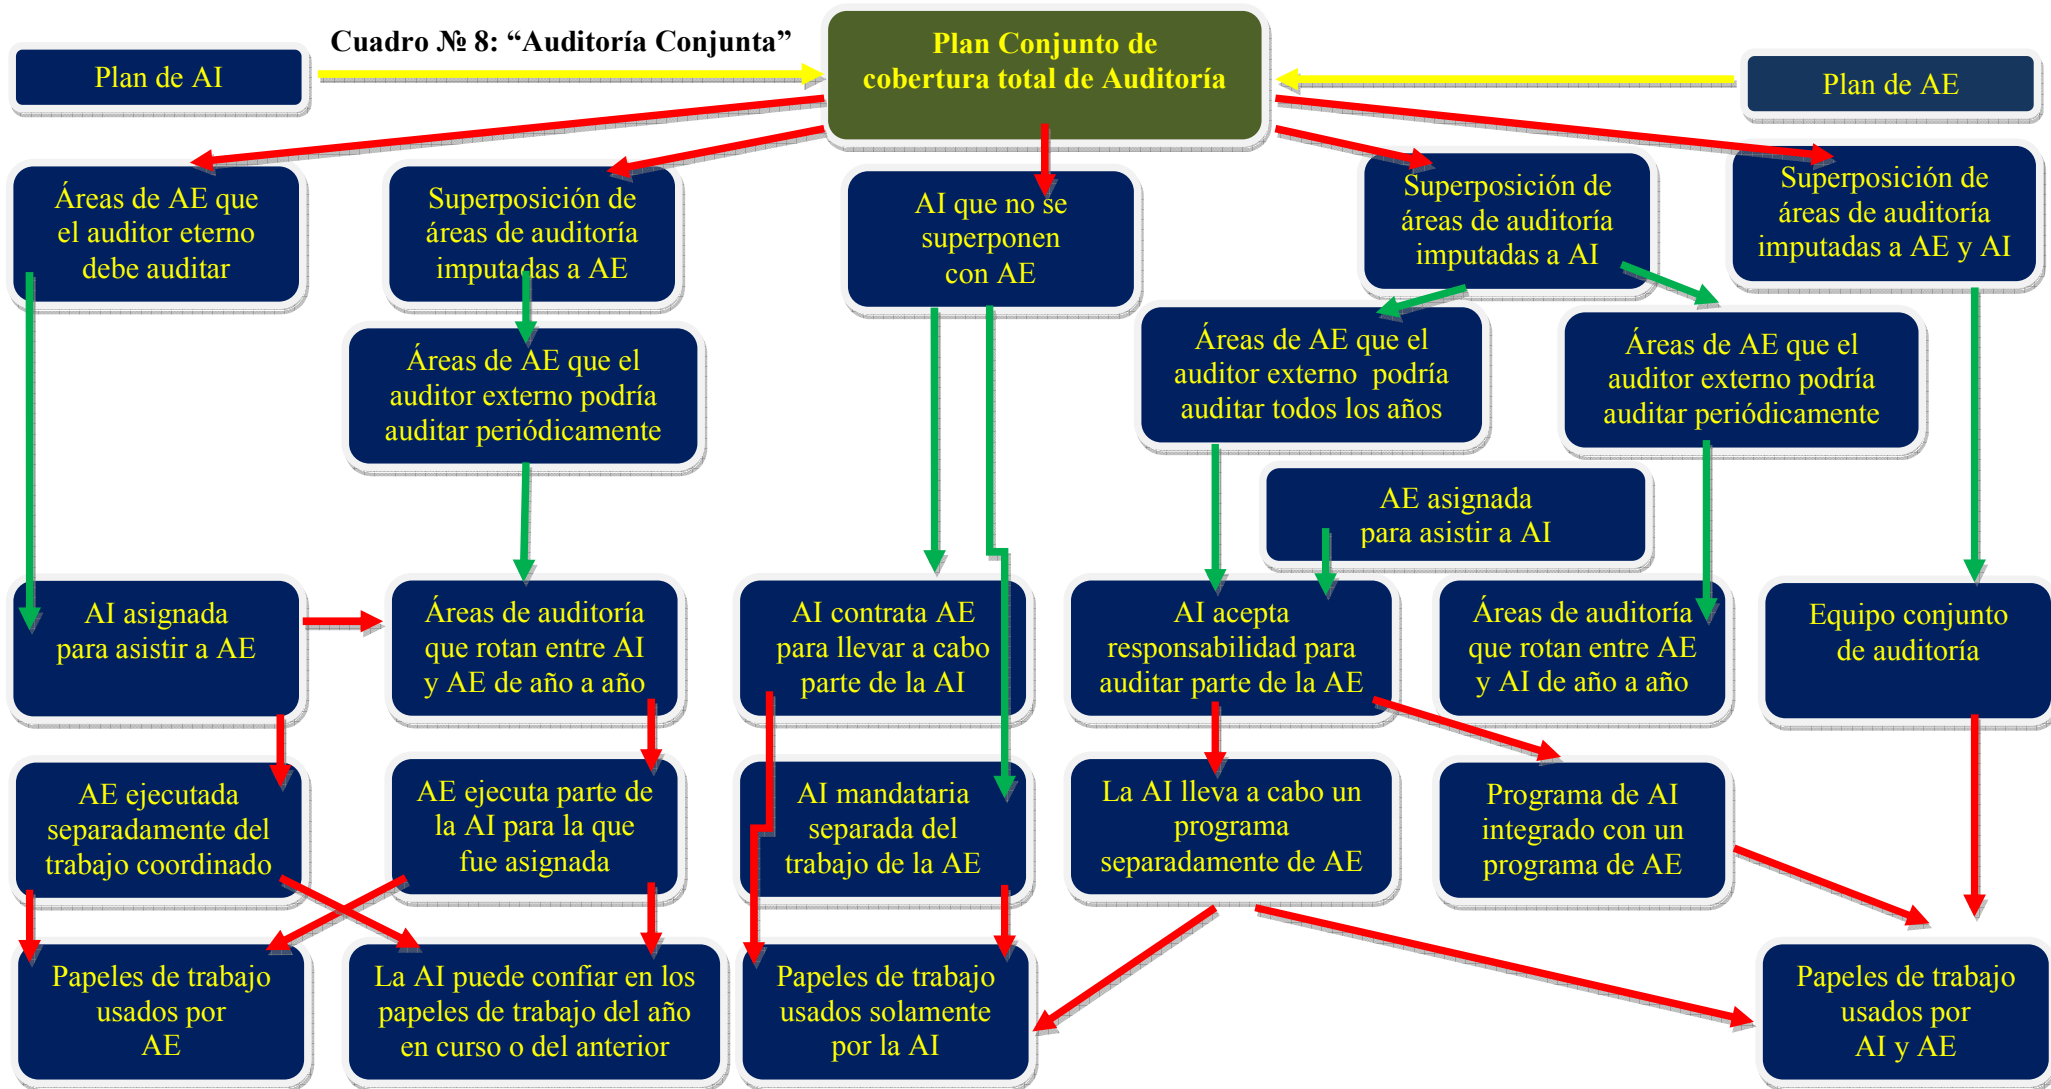 Cuadro № 8: “Auditoría Conjunta”
Plan de AI
Plan Conjunto de
cobertura total de Auditoría
Plan de AE
Áreas de AE que
el auditor eterno
debe auditar
Superposición de
áreas de auditoría
imputadas a AE
AI que no se
superponen
con AE
Superposición de
áreas de auditoría
imputadas a AI
Superposición de
áreas de auditoría
imputadas a AE y AI
Áreas de AE que el
auditor externo podría
auditar periódicamente
Áreas de AE que el
auditor externo podría
auditar todos los años
Áreas de AE que el
auditor externo podría
auditar periódicamente
AE asignada
para asistir a AI
AI asignada
para asistir a AE
Áreas de auditoría
que rotan entre AI
y AE de año a año
AI contrata AE
para llevar a cabo
parte de la AI
AI acepta
responsabilidad para
auditar parte de la AE
Áreas de auditoría
que rotan entre AE
y AI de año a año
Equipo conjunto
de auditoría
AE ejecutada
separadamente del
trabajo coordinado
AE ejecuta parte de
la AI para la que
fue asignada
AI mandataria
separada del
trabajo de la AE
La AI lleva a cabo un
programa
separadamente de AE
Programa de AI
integrado con un
programa de AE
Papeles de trabajo
usados por
AE
La AI puede confiar en los
papeles de trabajo del año
en curso o del anterior
Papeles de trabajo
usados solamente
por la AI
Papeles de trabajo
usados por
AI y AE